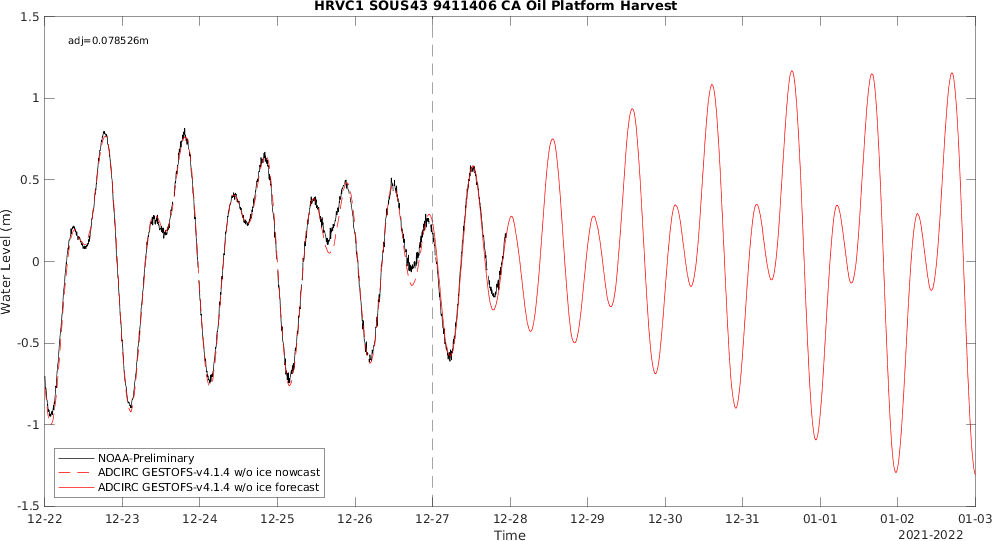 HRVC1 SOUS43 9411406 CA Oil Platform Harvest
adj=0.078526m
1.5
1
0.5
0
-0.5
-1
-1.5
Water Level (m)
NOAA-Preliminary
ADCIRC GESTOFS-v4.1.4 w/o ice nowcast
ADCIRC GESTOFS-v4.1.4 w/o ice forecast
12-22 12-23 12-24 12-25 12-26 12-27 12-28 12-29 12-30 12-31 01-01 01-02 01-03
Time
2021-2022